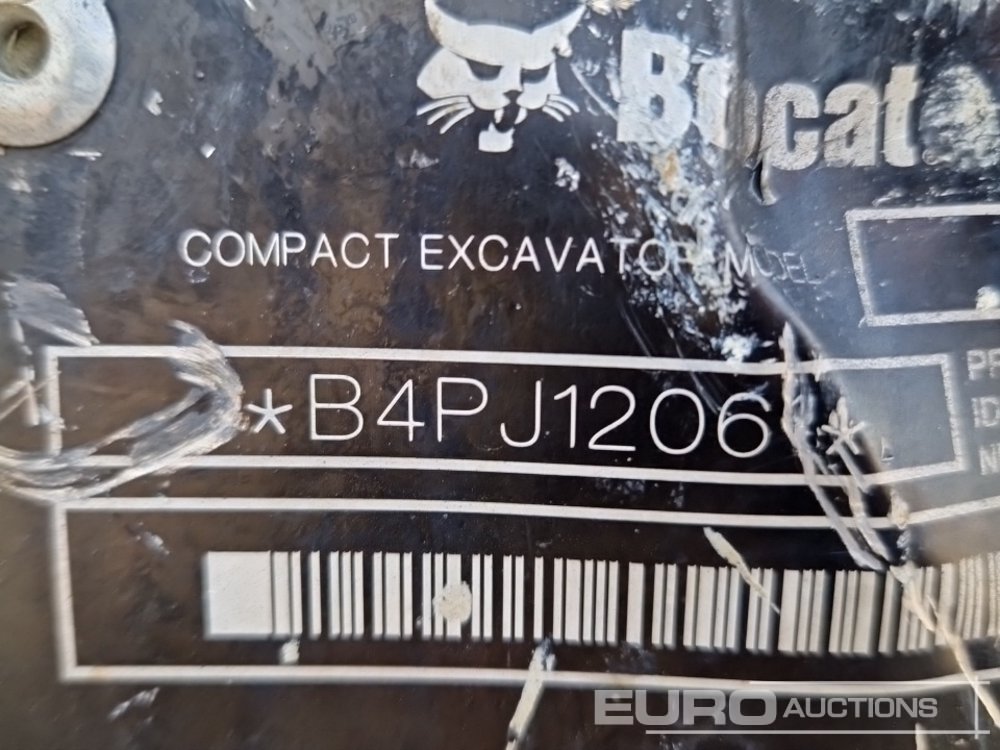 Bobcat
COMPACT EXCAVATOR MODEL
*B4PJ1206
EURO AUCTIONS